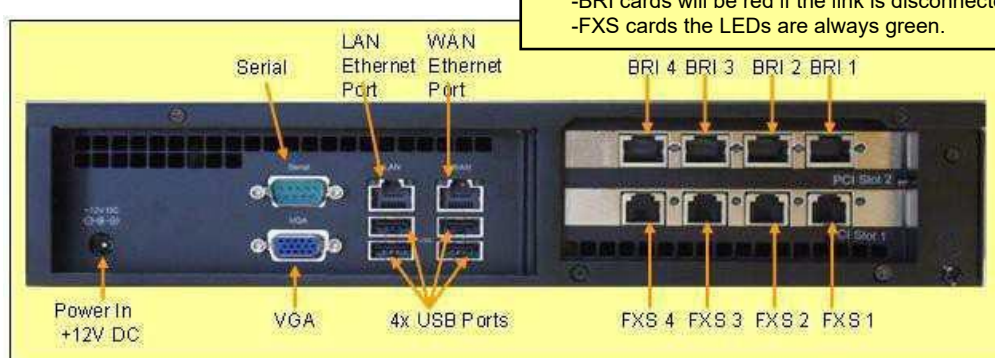 -BRI cards will be red if the link is disconnecte
-FXS cards the LEDs are always green.
LAN Ethernet Port
WAN Ethernet Port
Serial
BRI 4 BRI 3 BRI 2 BRI 1
Serial
LAN
WAN
PCI Slot 2
+12V DC
VGA
PCI Slot 1
Power In
+12V DC
VGA
4x USB Ports
FXS 4 FXS 3 FXS 2 FXS 1